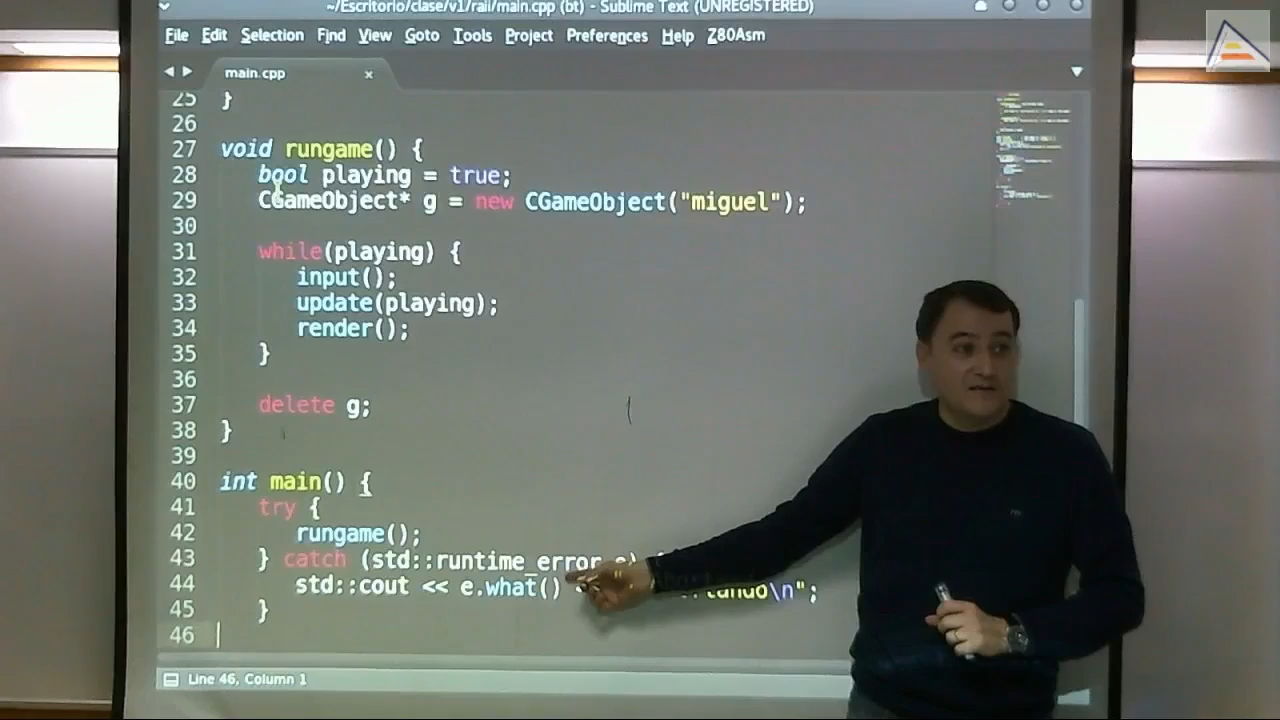 ~/Escritorio/clase/v1/raii/main.cpp (bt) - Sublime Text (UNREGISTERED)
File Edit Selection Find View Goto Tools Project Preferences Help Z80Asm
main.cpp
25 }
26
27 void rungame() {
28 bool playing = true;
29 CGameObject* g = new CGameObject("miguel");
30
31 while(playing) {
32 input();
33 update(playing);
34 render();
35 }
36
37 delete g;
38 }
39
40 int main() {
41 try {
42 rungame();
43 } catch (std::runtime_error
44 std::cout << e.what() \n";
45 }
46
Line 46, Column 1